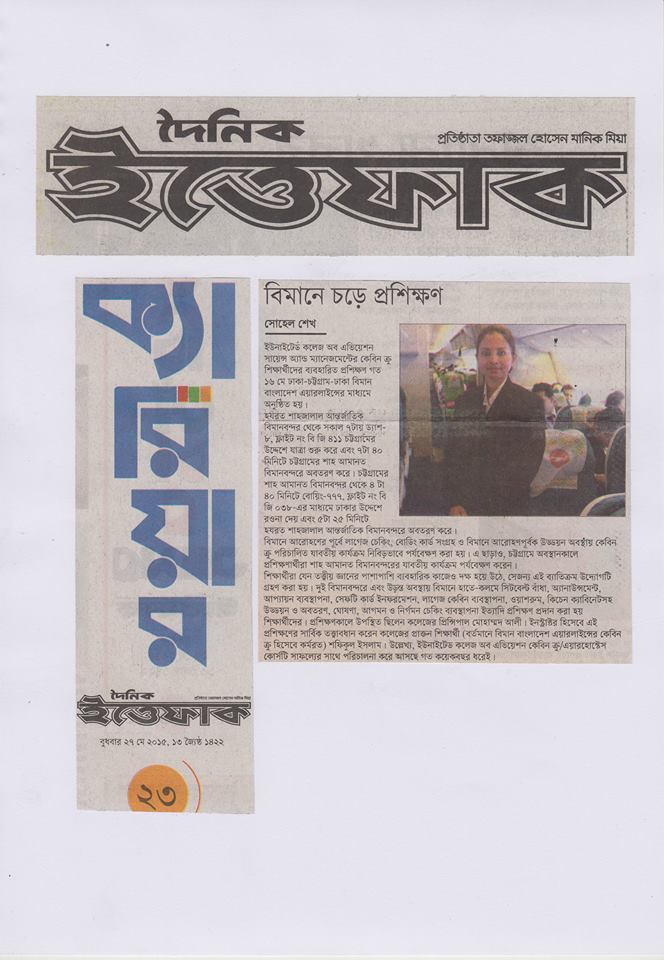 দৈনিক
প্রতিষ্ঠাতা তফাজ্জল হোসেন মানিক মিয়া
ইত্তেফাক
ক্যারিয়ার
দৈনিক
প্রতিষ্ঠাতা তফাজ্জল হোসেন মানিক মিয়া
ইত্তেফাক
বুধবার ২৭ মে ২০১৫, ১৩ জ্যৈষ্ঠ ১৪২২
২৩
বিমানে চড়ে প্রশিক্ষণ
সোহেল শেখ
ইউনাইটেড কলেজ অব এভিয়েশন
সায়েন্স অ্যান্ড ম্যানেজমেন্টের কেবিন ক্রু
শিক্ষার্থীদের ব্যবহারিত প্রশিক্ষণ গত
১৬ মে ঢাকা-চট্টগ্রাম-ঢাকা বিমান
বাংলাদেশ এয়ারলাইন্সের মাধ্যমে
অনুষ্ঠিত হয়।
হযরত শাহজালাল আন্তর্জাতিক
বিমানবন্দর থেকে সকাল ৭টায় ড্যাশ-
৮, ফ্লাইট নং বি জি ৪১১ চট্টগ্রামের
উদ্দেশে যাত্রা শুরু করে এবং ৭টা ৪০
মিনিটে চট্টগ্রামের শাহ আমানত
বিমানবন্দরে অবতরণ করে। চট্টগ্রামের
শাহ আমানত বিমানবন্দর থেকে ৪ টা
৪০ মিনিটে বোয়িং-৭৭৭, ফ্লাইট নং বি
জি ০৩৮-এর মাধ্যমে ঢাকার উদ্দেশে
রওনা দেয় এবং ৫টা ২৫ মিনিটে
হযরত শাহজালাল আন্তর্জাতিক বিমানবন্দরে অবতরণ করে।
বিমানে আরোহণের পূর্বে লাগেজ চেকিং, বোর্ডিং কার্ড সংগ্রহ ও বিমানে আরোহণপূর্বক উড্ডয়ন অবস্থায় কেবিন
ক্রু পরিচালিত যাবতীয় কার্যক্রম নিবিড়ভাবে পর্যবেক্ষণ করা হয়। এ ছাড়াও, চট্টগ্রামে অবস্থানকালে
প্রশিক্ষণার্থীরা শাহ আমানত বিমানবন্দরের যাবতীয় কার্যক্রম পর্যবেক্ষণ করেন।
শিক্ষার্থীরা যেন তত্ত্বীয় জ্ঞানের পাশাপাশি ব্যবহারিক কাজেও দক্ষ হয়ে উঠে, সেজন্য এই ব্যতিক্রম উদ্যোগটি
গ্রহণ করা হয়। দুই বিমানবন্দরে এবং উড়ন্ত অবস্থায় বিমানে হাতে-কলমে সিটবেল্ট বাঁধা, অ্যানাউন্সমেন্ট,
আপ্যায়ন ব্যবস্থাপনা, সেফটি কার্ড ইনফরমেশন, লাগেজ কেবিন ব্যবস্থাপনা, ওয়াশরুম, কিচেন ক্যাবিনেটসহ
উড্ডয়ন ও অবতরণ, ঘোষণা, আগমন ও নির্গমন চেকিং ব্যবস্থাপনা ইত্যাদি প্রশিক্ষণ প্রদান করা হয়
শিক্ষার্থীদের। প্রশিক্ষণকালে উপস্থিত ছিলেন কলেজের প্রিন্সিপাল মোহাম্মদ আলী। ইনস্ট্রাক্টর হিসেবে এই
প্রশিক্ষণের সার্বিক তত্ত্বাবধান করেন কলেজের প্রাক্তন শিক্ষার্থী (বর্তমানে বিমান বাংলাদেশ এয়ারলাইন্সের কেবিন
ক্রু হিসেবে কর্মরত) শফিকুল ইসলাম। উল্লেখ্য, ইউনাইটেড কলেজ অব এভিয়েশন কেবিন ক্রু/এয়ারহোস্টেস
কোর্সটি সাফল্যের সাথে পরিচালনা করে আসছে গত কয়েকবছর ধরেই।